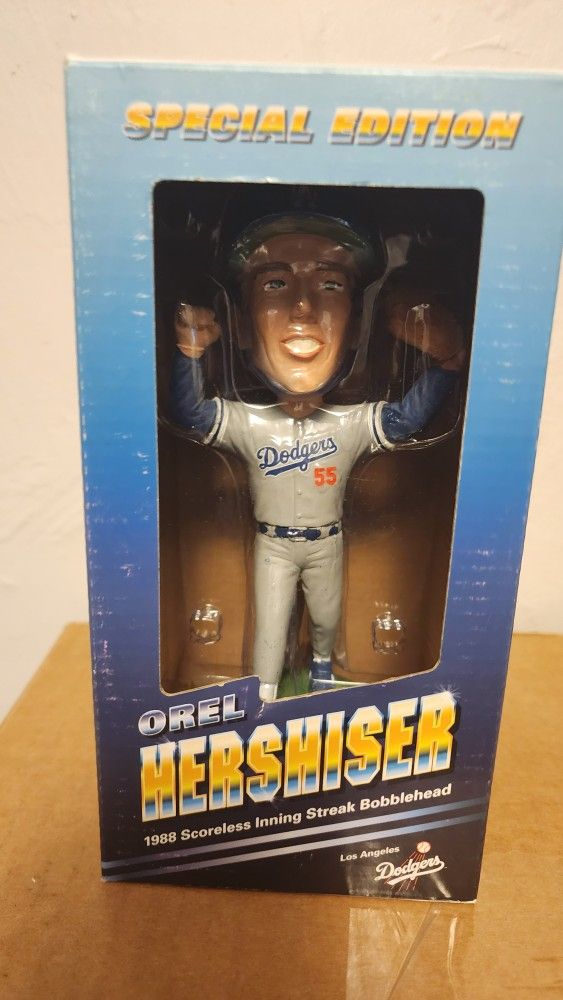 SPECIAL EDITION
Dodgers
55
OREL
HERSHISER
1988 Scoreless Inning Streak Bobblehead
Los Angeles
Dodgers